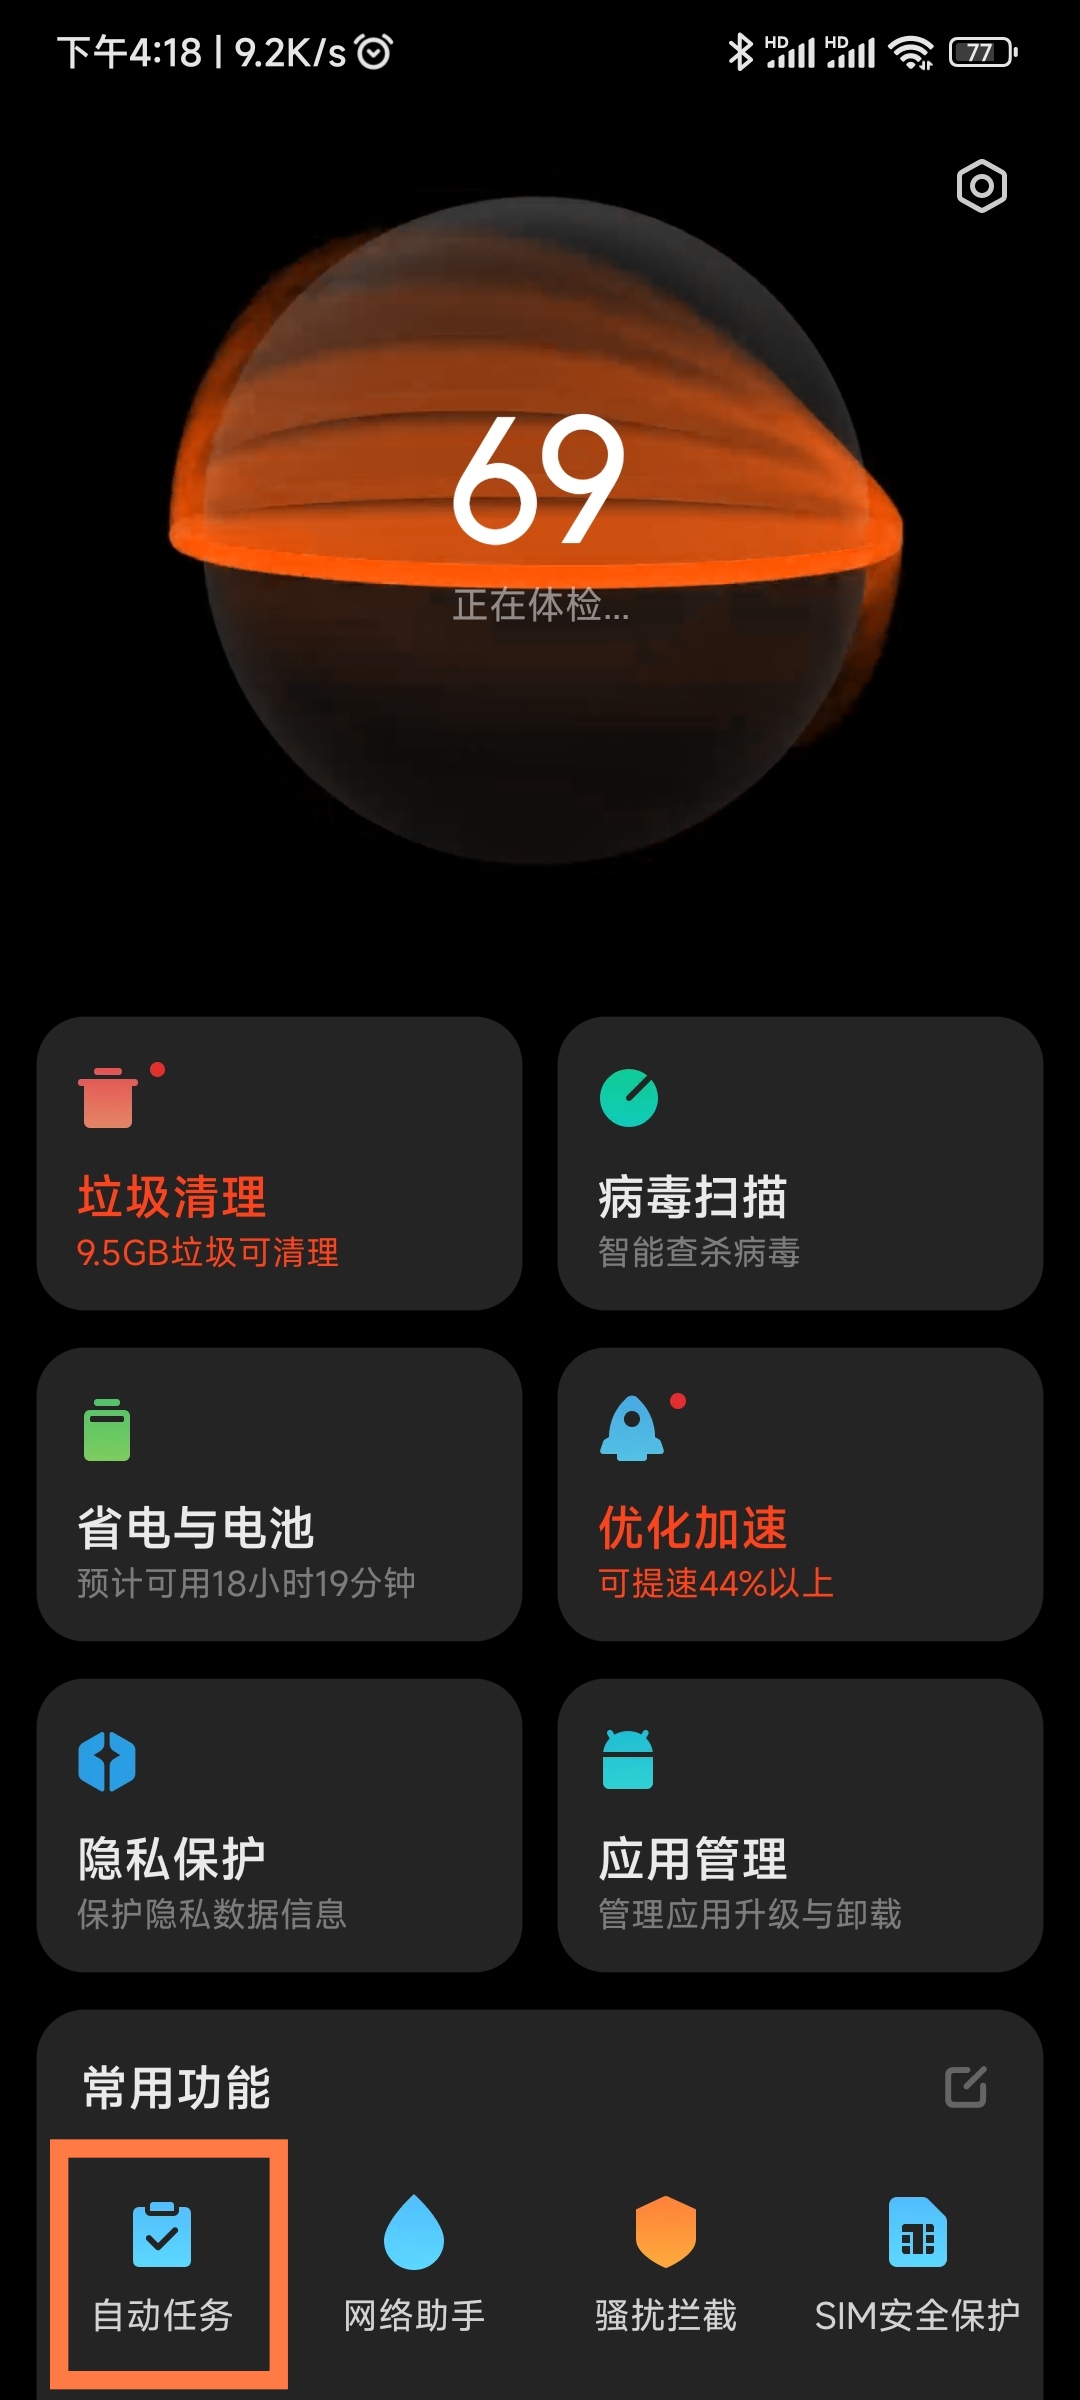 下午4:18 | 9.2K/s
HD HD 77
69
正在体检...
垃圾清理
9.5GB垃圾可清理
病毒扫描
智能查杀病毒
省电与电池
预计可用18小时19分钟
优化加速
可提速44%以上
隐私保护
保护隐私数据信息
应用管理
管理应用升级与卸载
常用功能
自动任务
网络助手
骚扰拦截
SIM安全保护